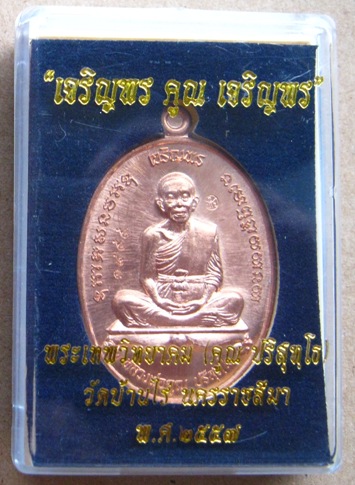 "เจริญพร คูณ เจริญพร"
เจริญพร
พระเทพวิทยาคม (คูณ ปริสุทฺโธ)
วัดบ้านไร่ นครราชสีมา
พ.ศ.๒๕๕๗